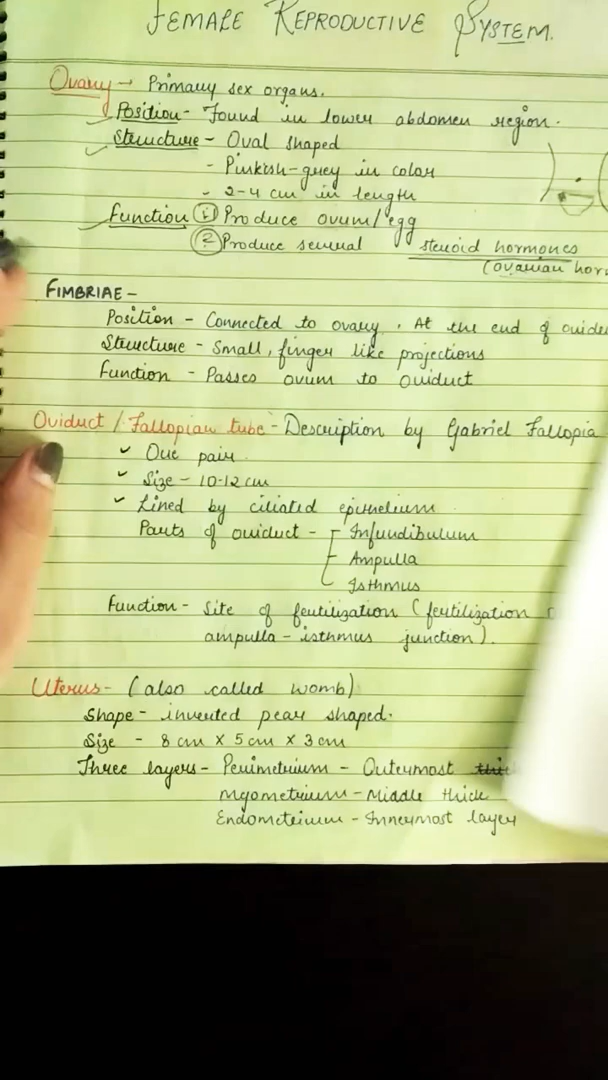 FEMALE REPRODUCTIVE SYSTEM.
Ovary → Primary sex organs.
Position - Found in lower abdomen region.
Structure - Oval shaped
- Pinkish-grey in color
- 2-4 cm in length
Function ① Produce ovum/egg
② Produce several steroid hormones
(ovarian hor
FIMBRIAE -
Position - Connected to ovary. At the end of ovidu
Structure - Small, finger like projections
Function - Passes ovum to oviduct
Oviduct / Fallopian tube - Description by Gabriel Fallopia
✓ One pair
✓ Size - 10-12 cm
✓ Lined by ciliated epithelium
Parts of oviduct - Infundibulum
Ampulla
Isthmus
Function - Site of fertilization (fertilization
ampulla - isthmus junction).
Uterus - (also called womb)
Shape - inverted pear shaped.
Size - 8 cm x 5 cm x 3 cm
Three layers - Perimetrium - Outermost
Myometrium - Middle thick
Endometrium - Innermost layer